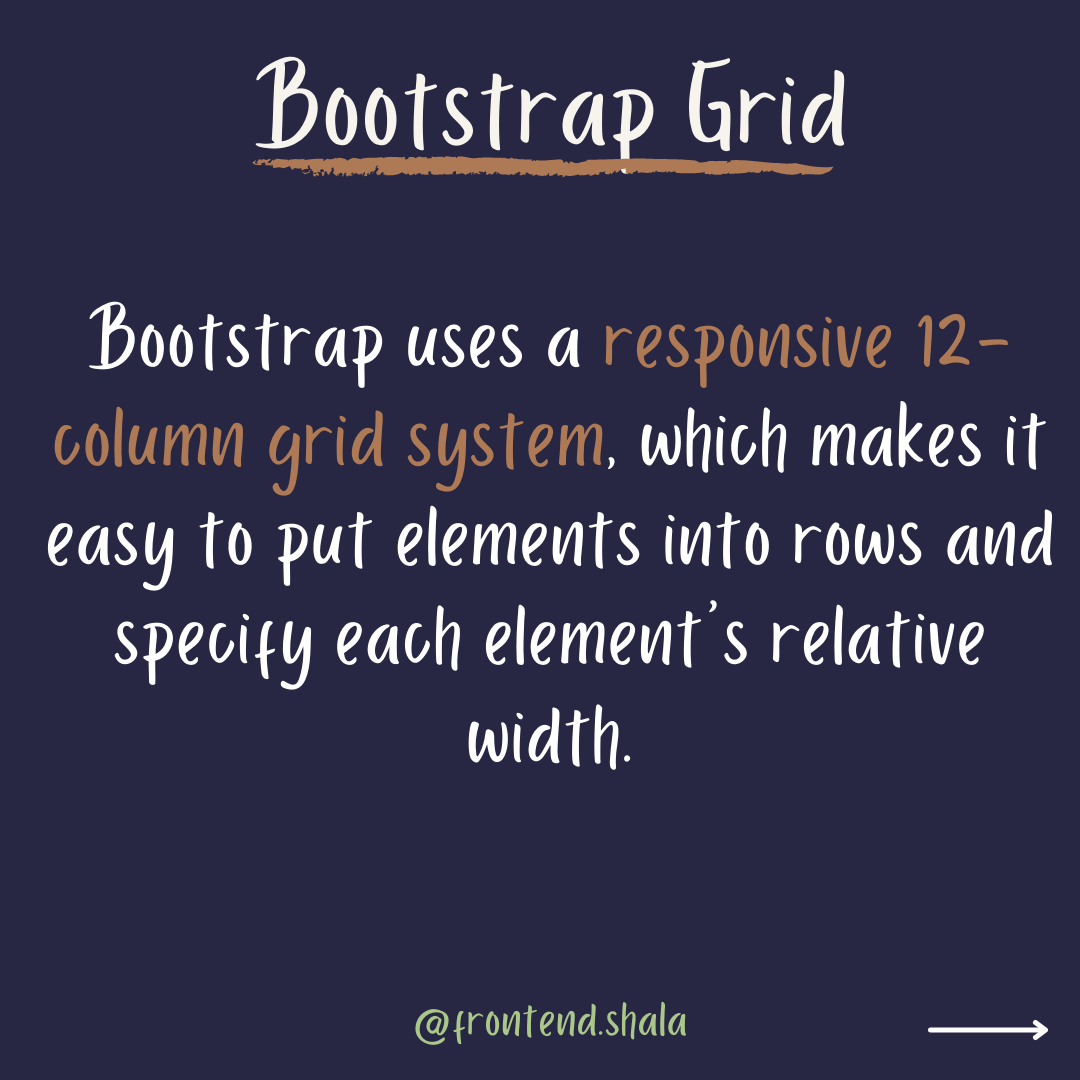 Bootstrap Grid
Bootstrap uses a responsive 12-
column grid system, which makes it
easy to put elements into rows and
specify each element's relative
width.
@frontend.shala